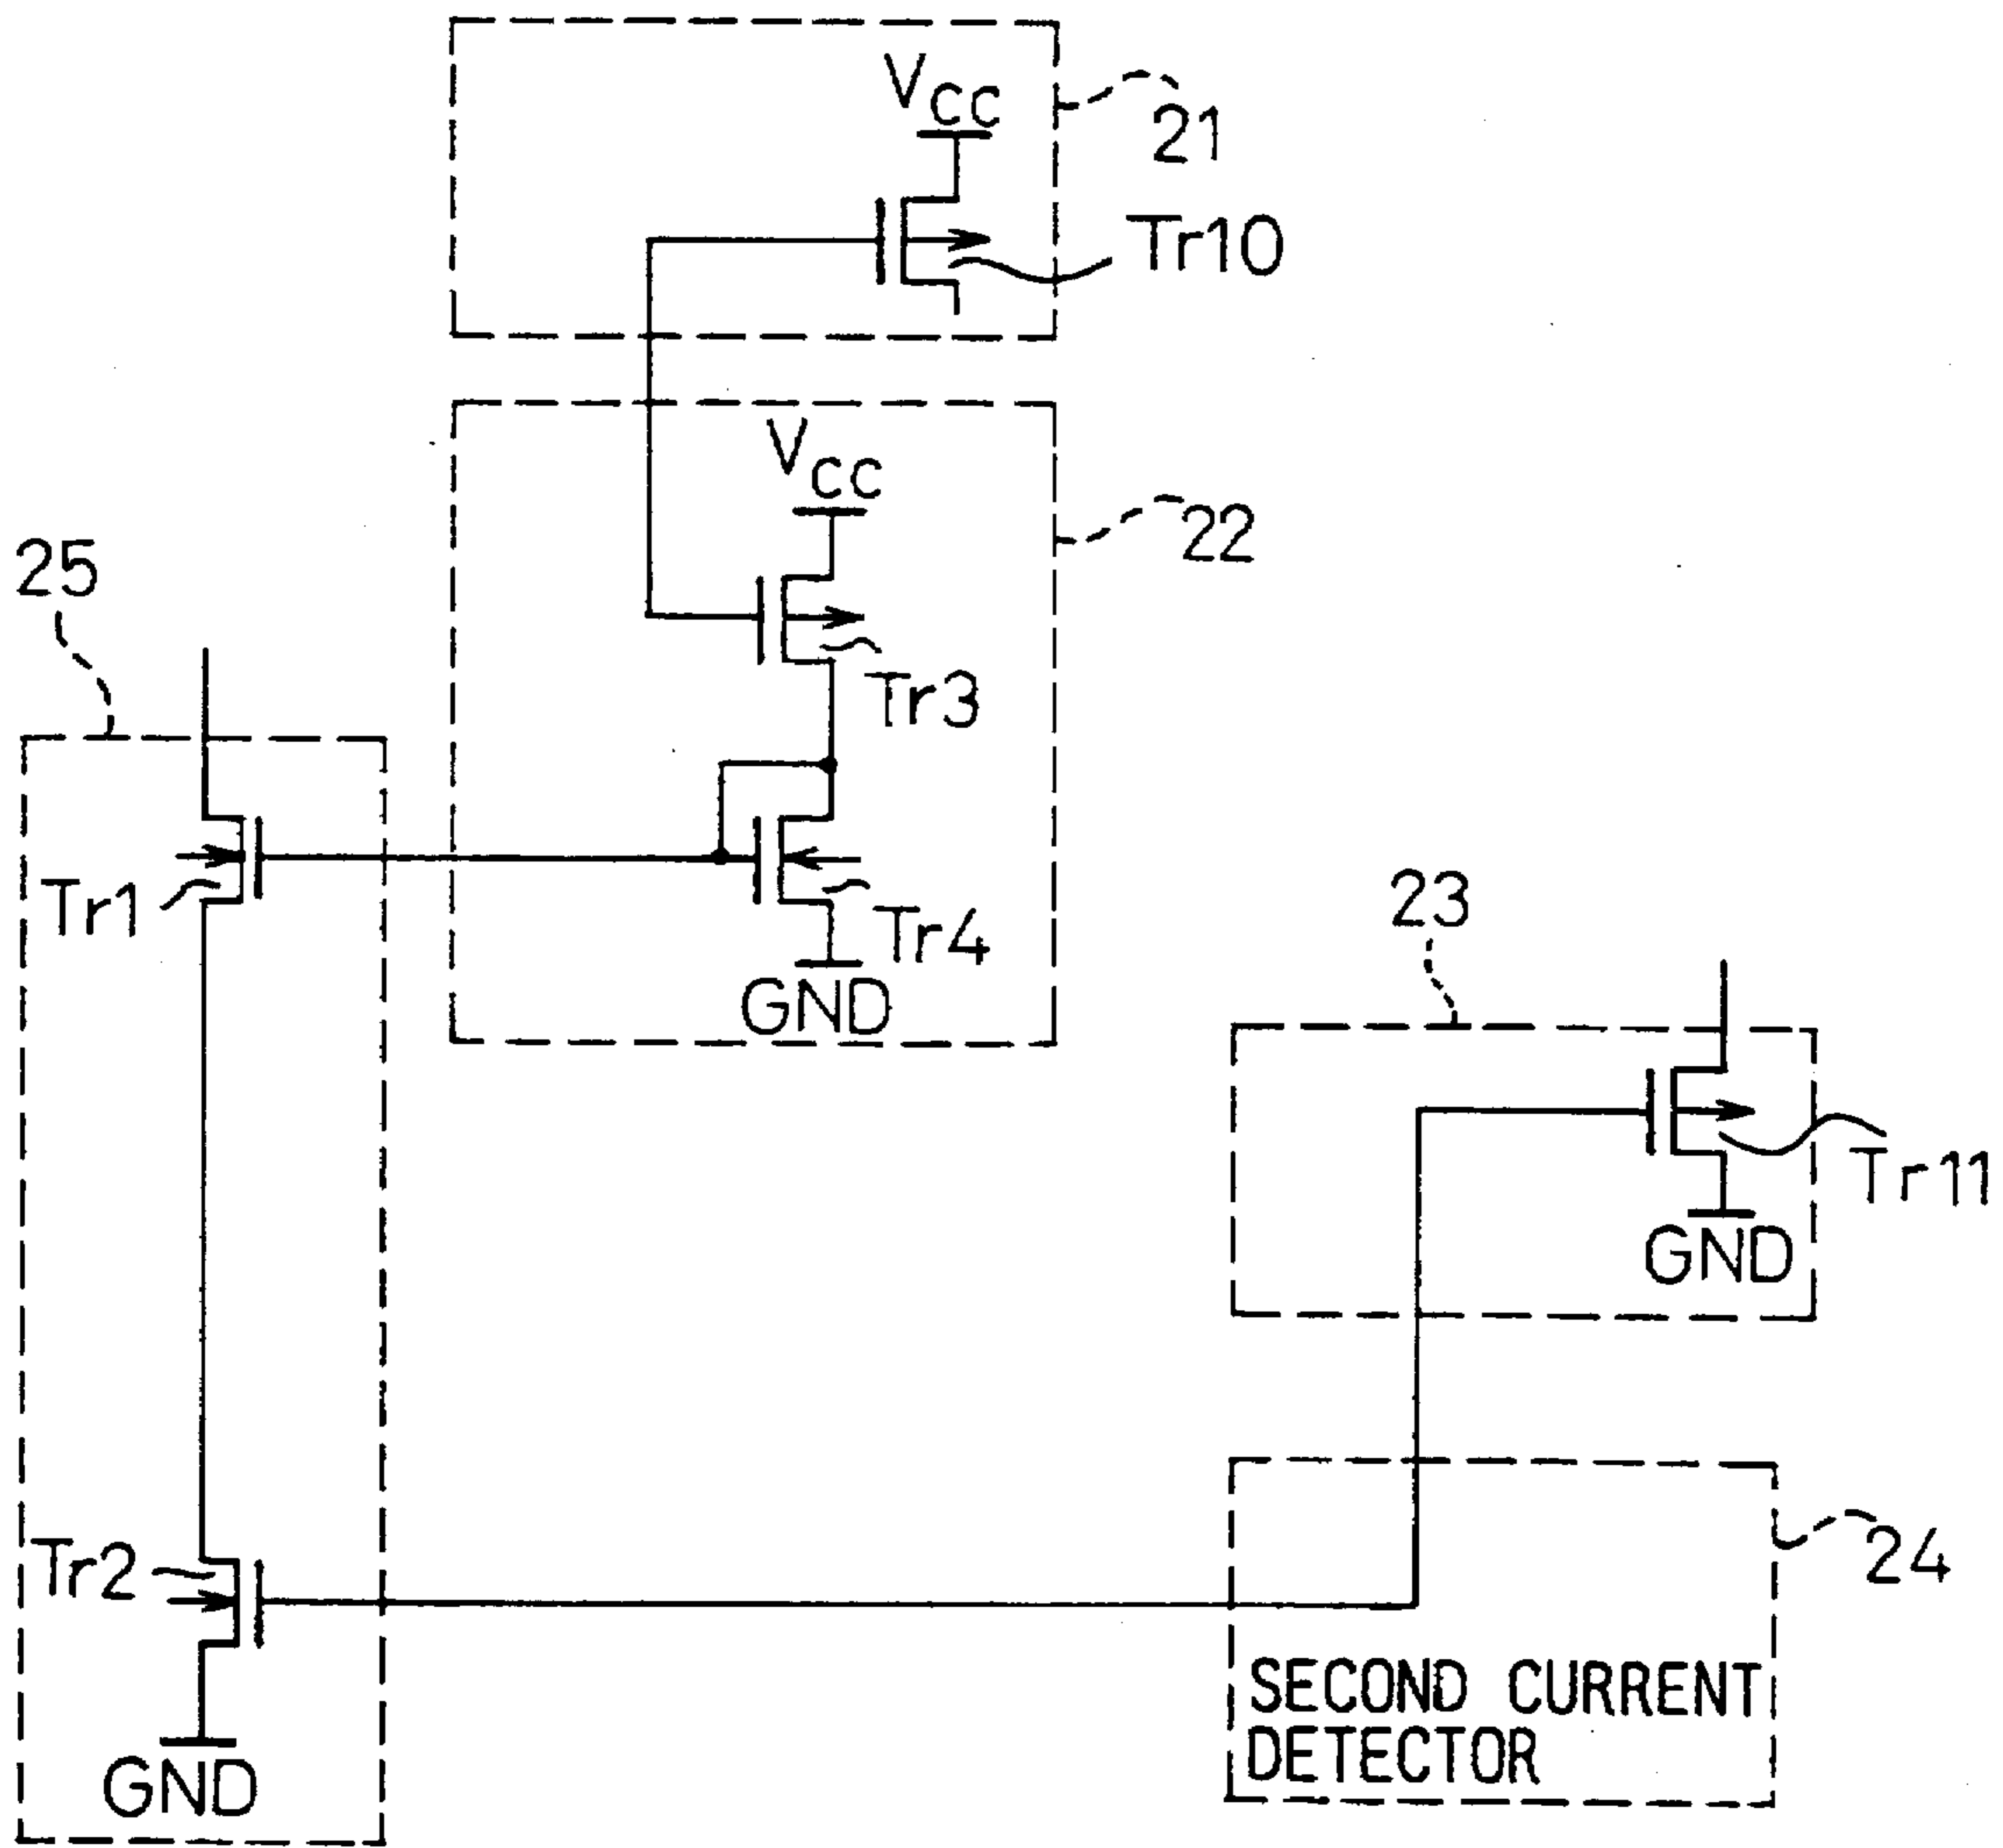 VCC
21
Tr10
VCC
22
25
Tr3
Tr1
Tr4
GND
23
Tr11
GND
Tr2
24
SECOND CURRENT
DETECTOR
GND